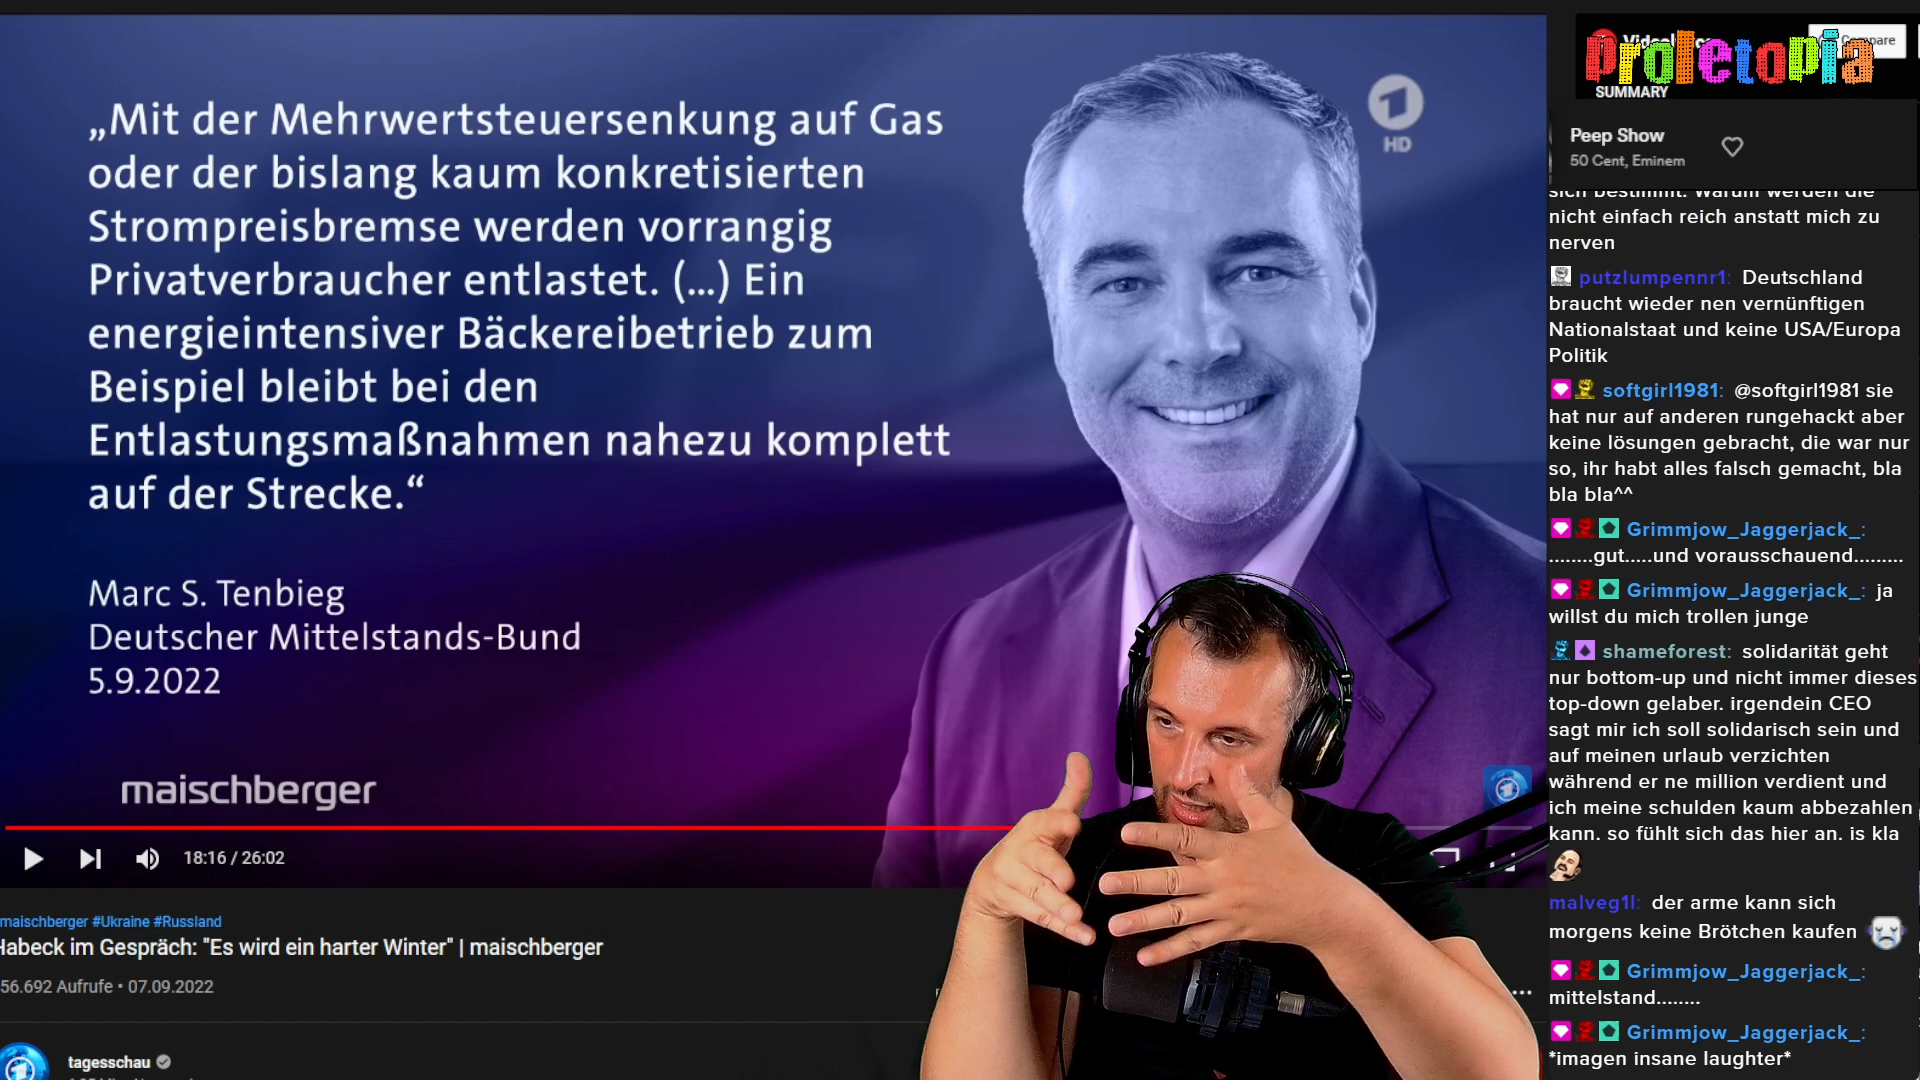 „Mit der Mehrwertsteuersenkung auf Gas
oder der bislang kaum konkretisierten
Strompreisbremse werden vorrangig
Privatverbraucher entlastet. (...) Ein
energieintensiver Bäckereibetrieb zum
Beispiel bleibt bei den
Entlastungsmaßnahmen nahezu komplett
auf der Strecke.“
Marc S. Tenbieg
Deutscher Mittelstands-Bund
5.9.2022
maischberger
1
HD
18:16 / 26:02
maischberger #Ukraine #Russland
Habeck im Gespräch: "Es wird ein harter Winter" | maischberger
56.692 Aufrufe • 07.09.2022
tagesschau
Proletopia
SUMMARY
Peep Show
50 Cent, Eminem
sich bestimmt. Warum werden die
nicht einfach reich anstatt mich zu
nerven
putzlumpennr1: Deutschland
braucht wieder nen vernünftigen
Nationalstaat und keine USA/Europa
Politik
softgirl1981: @softgirl1981 sie
hat nur auf anderen rungehackt aber
keine lösungen gebracht, die war nur
so, ihr habt alles falsch gemacht, bla
bla bla^^
Grimmjow_Jaggerjack_:
........gut.....und vorausschauend.........
Grimmjow_Jaggerjack_: ja
willst du mich trollen junge
shameforest: solidarität geht
nur bottom-up und nicht immer dieses
top-down gelaber. irgendein CEO
sagt mir ich soll solidarisch sein und
auf meinen urlaub verzichten
während er ne million verdient und
ich meine schulden kaum abbezahlen
kann. so fühlt sich das hier an. is kla
malveg1l: der arme kann sich
morgens keine Brötchen kaufen
Grimmjow_Jaggerjack_:
mittelstand........
Grimmjow_Jaggerjack_:
*imagen insane laughter*